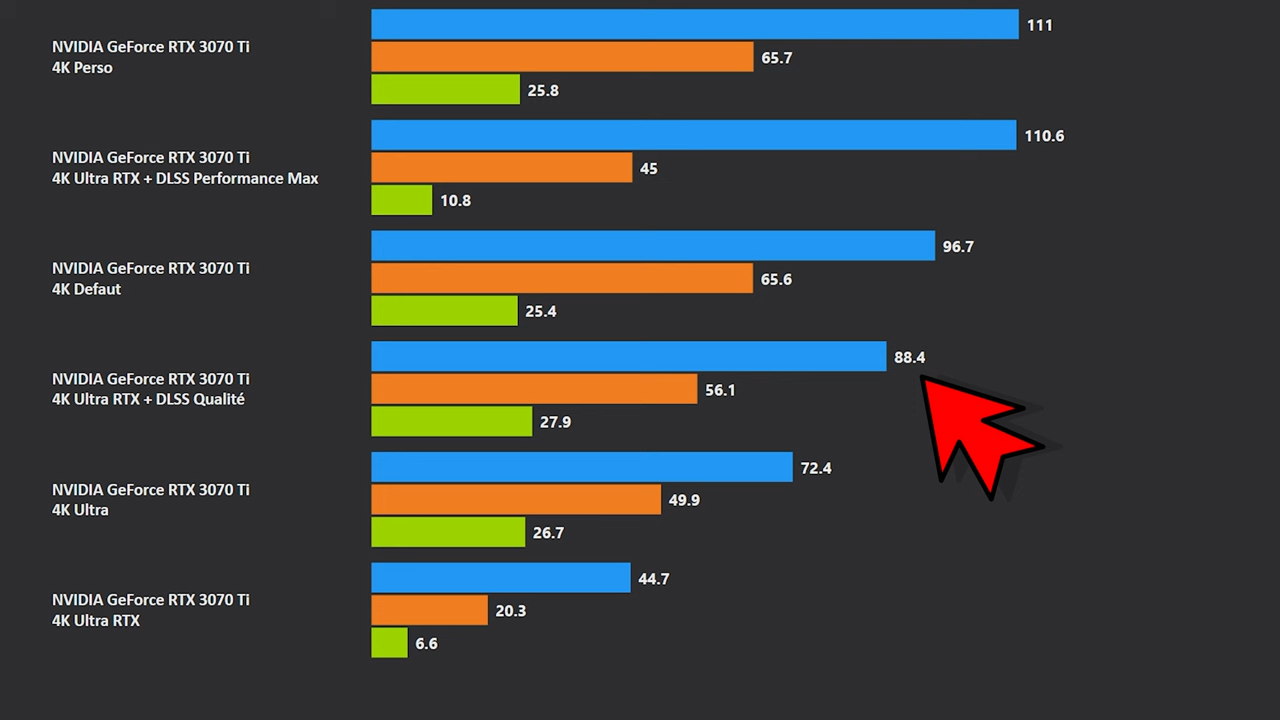 NVIDIA GeForce RTX 3070 Ti
4K Perso
111
65.7
25.8
NVIDIA GeForce RTX 3070 Ti
4K Ultra RTX + DLSS Performance Max
110.6
45
10.8
NVIDIA GeForce RTX 3070 Ti
4K Defaut
96.7
65.6
25.4
NVIDIA GeForce RTX 3070 Ti
4K Ultra RTX + DLSS Qualité
88.4
56.1
27.9
NVIDIA GeForce RTX 3070 Ti
4K Ultra
72.4
49.9
26.7
NVIDIA GeForce RTX 3070 Ti
4K Ultra RTX
44.7
20.3
6.6